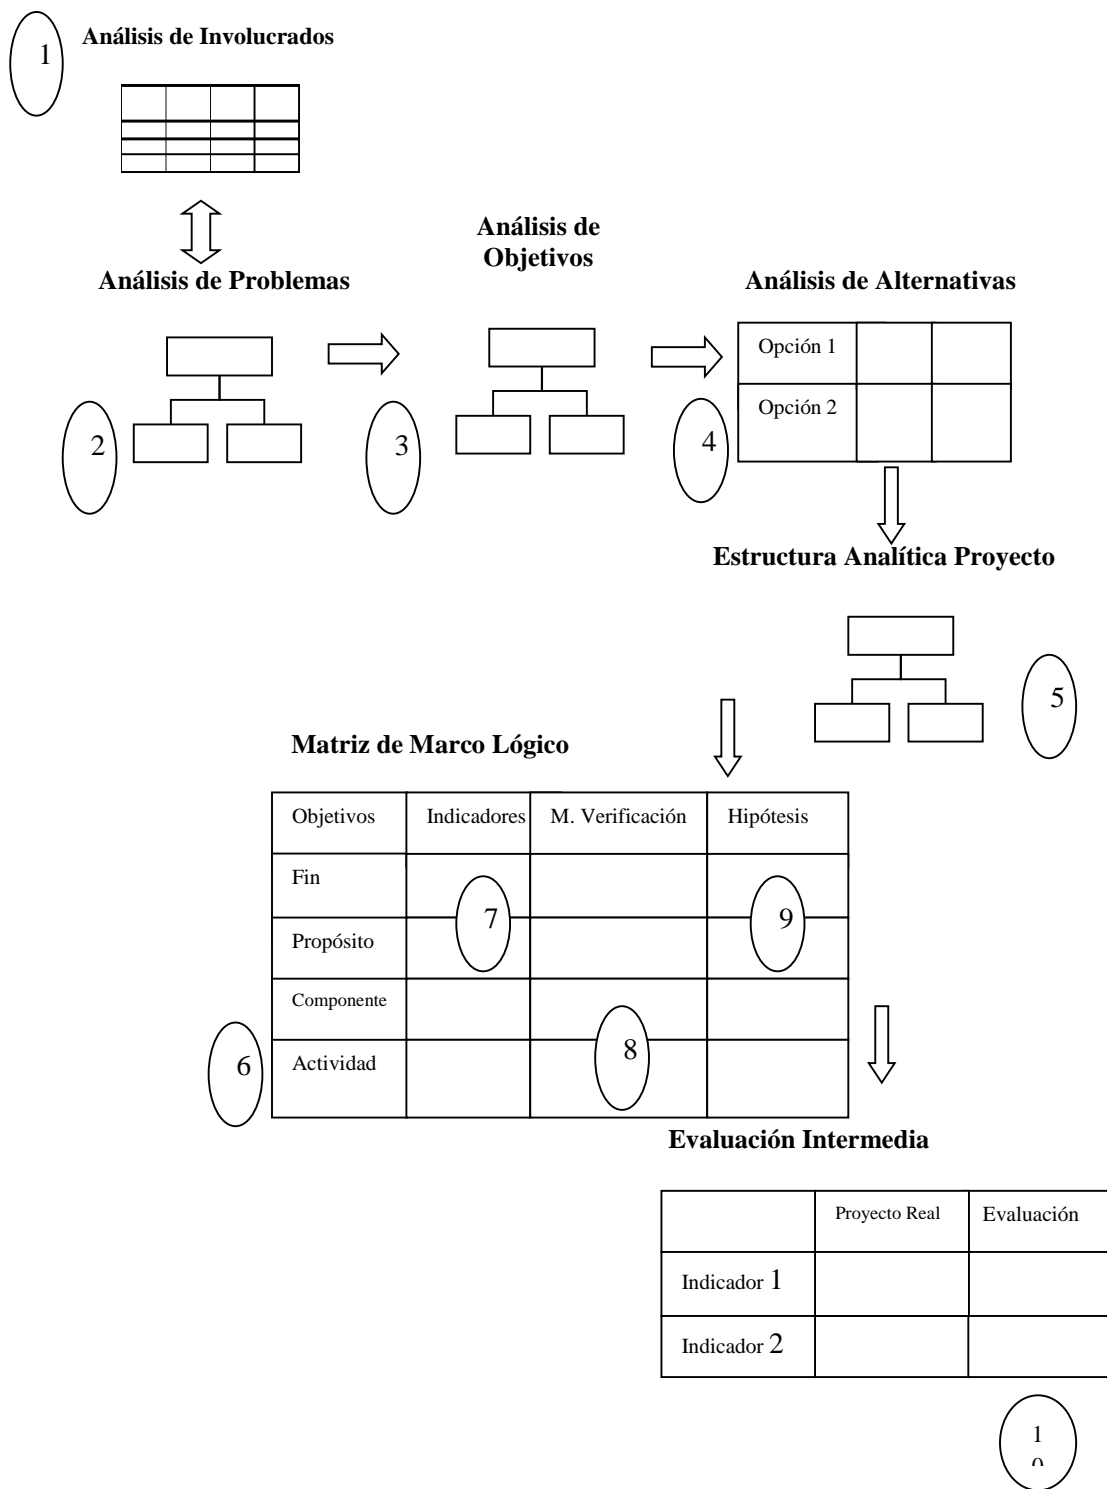 1
Análisis de Involucrados
Análisis de
Objetivos
Análisis de Problemas
Análisis de Alternativas
Opción 1
Opción 2
2
3
4
Estructura Analítica Proyecto
5
Matriz de Marco Lógico
Objetivos Indicadores M. Verificación Hipótesis
Fin
7
9
Propósito
Componente
8
6
Actividad
Evaluación Intermedia
Proyecto Real Evaluación
Indicador 1
Indicador 2
1
0